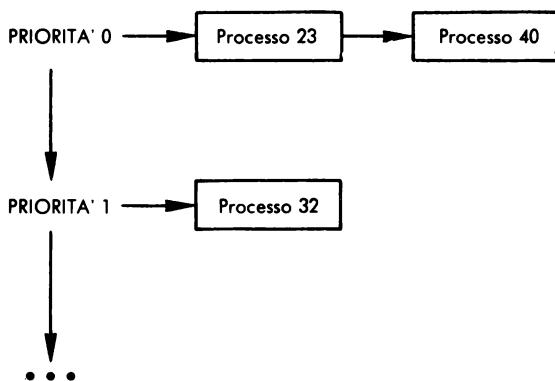 PRIORITA' 0 Processo 23 Processo 40
PRIORITA' 1 Processo 32
• • •